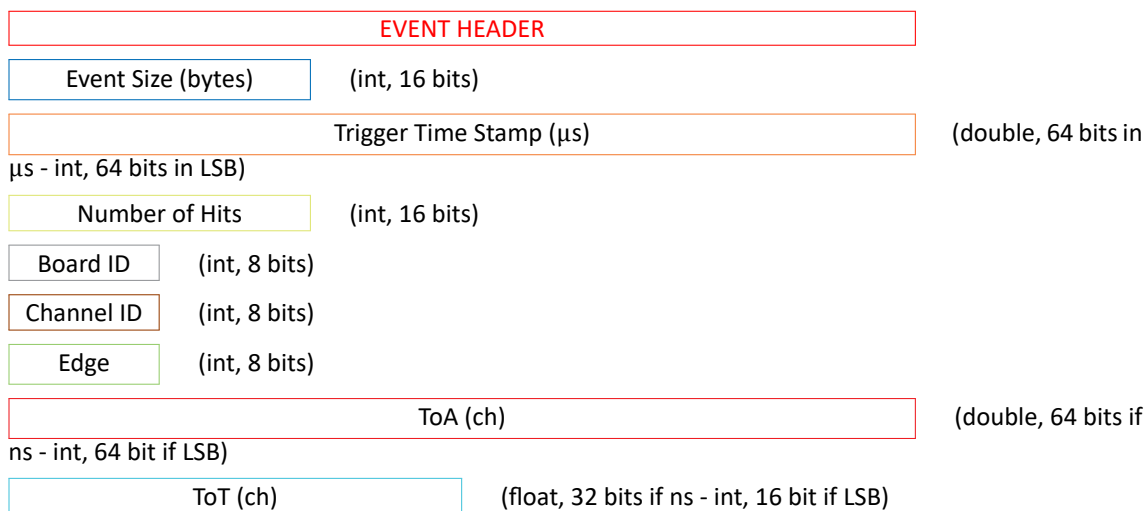 EVENT HEADER
Event Size (bytes) (int, 16 bits)
Trigger Time Stamp (μs) (double, 64 bits in
μs - int, 64 bits in LSB)
Number of Hits (int, 16 bits)
Board ID (int, 8 bits)
Channel ID (int, 8 bits)
Edge (int, 8 bits)
ToA (ch) (double, 64 bits if
ns - int, 64 bit if LSB)
ToT (ch) (float, 32 bits if ns - int, 16 bit if LSB)